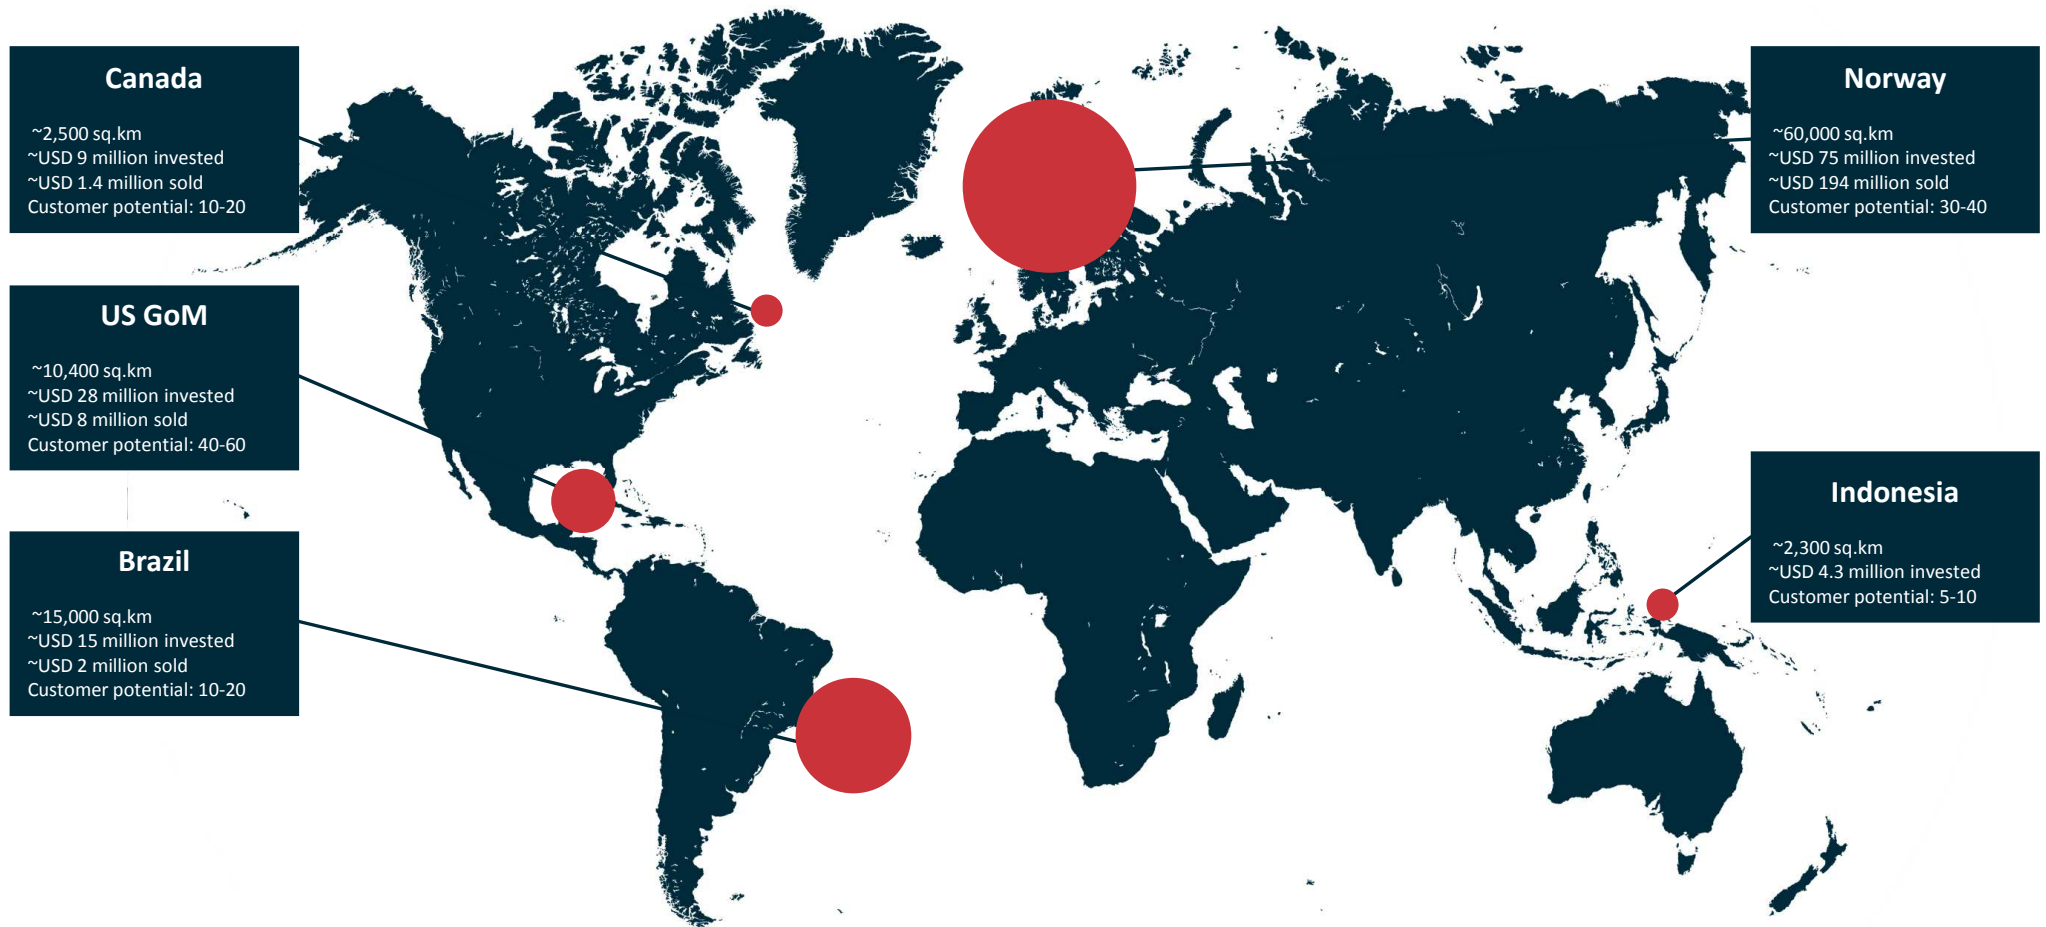 Canada
~2,500 sq.km
~USD 9 million invested
~USD 1.4 million sold
Customer potential: 10-20
US GoM
~10,400 sq.km
~USD 28 million invested
~USD 8 million sold
Customer potential: 40-60
Brazil
~15,000 sq.km
~USD 15 million invested
~USD 2 million sold
Customer potential: 10-20
Norway
~60,000 sq.km
~USD 75 million invested
~USD 194 million sold
Customer potential: 30-40
Indonesia
~2,300 sq.km
~USD 4.3 million invested
Customer potential: 5-10